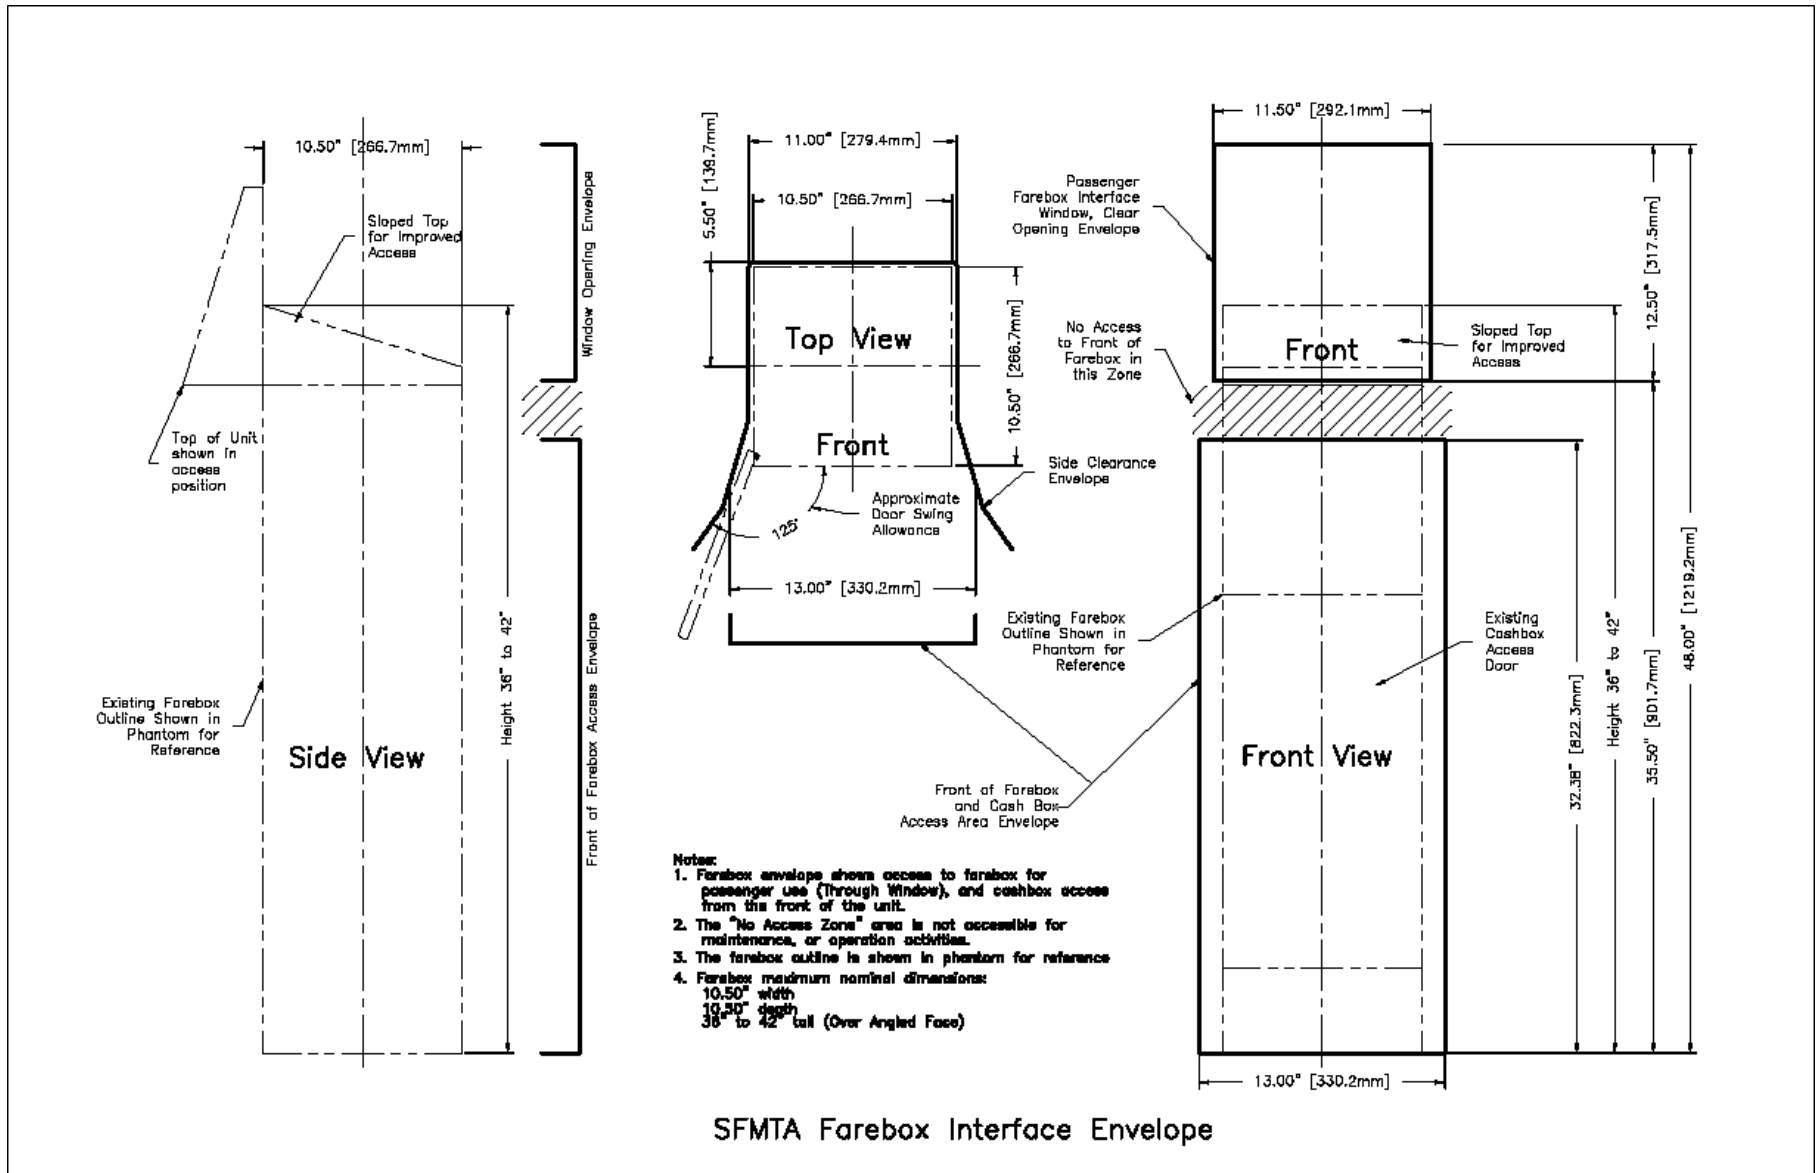 10.50" [266.7mm]
Sloped Top
for Improved
Access
Window Opening Envelope
Top of Unit
shown in
access
position
Height 36" to 42"
Front of Farebox Access Envelope
Existing Farebox
Outline Shown in
Phantom for
Reference
Side View
5.50" [139.7mm]
11.00" [279.4mm]
10.50" [266.7mm]
Top View
10.50" [266.7mm]
Front
Side Clearance
Envelope
Approximate
Door Swing
Allowance
125°
13.00" [330.2mm]
11.50" [292.1mm]
Passenger
Farebox Interface
Window, Clear
Opening Envelope
No Access
to Front of
Farebox in
this Zone
Front
Sloped Top
for Improved
Access
12.50" [317.5mm]
48.00" [1219.2mm]
Existing Farebox
Outline Shown in
Phantom for
Reference
Existing
Cashbox
Access
Door
Front View
32.38" [822.3mm]
Height 36" to 42"
35.50" [901.7mm]
Front of Farebox
and Cash Box
Access Area Envelope
13.00" [330.2mm]
Notes:
1. Farebox envelope shows access to farebox for
passenger use (Through Window), and cashbox access
from the front of the unit.
2. The "No Access Zone" area is not accessible for
maintenance, or operation activities.
3. The farebox outline is shown in phantom for reference
4. Farebox maximum nominal dimensions:
10.50" width
10.50" depth
36" to 42" tall (Over Angled Face)
SFMTA Farebox Interface Envelope